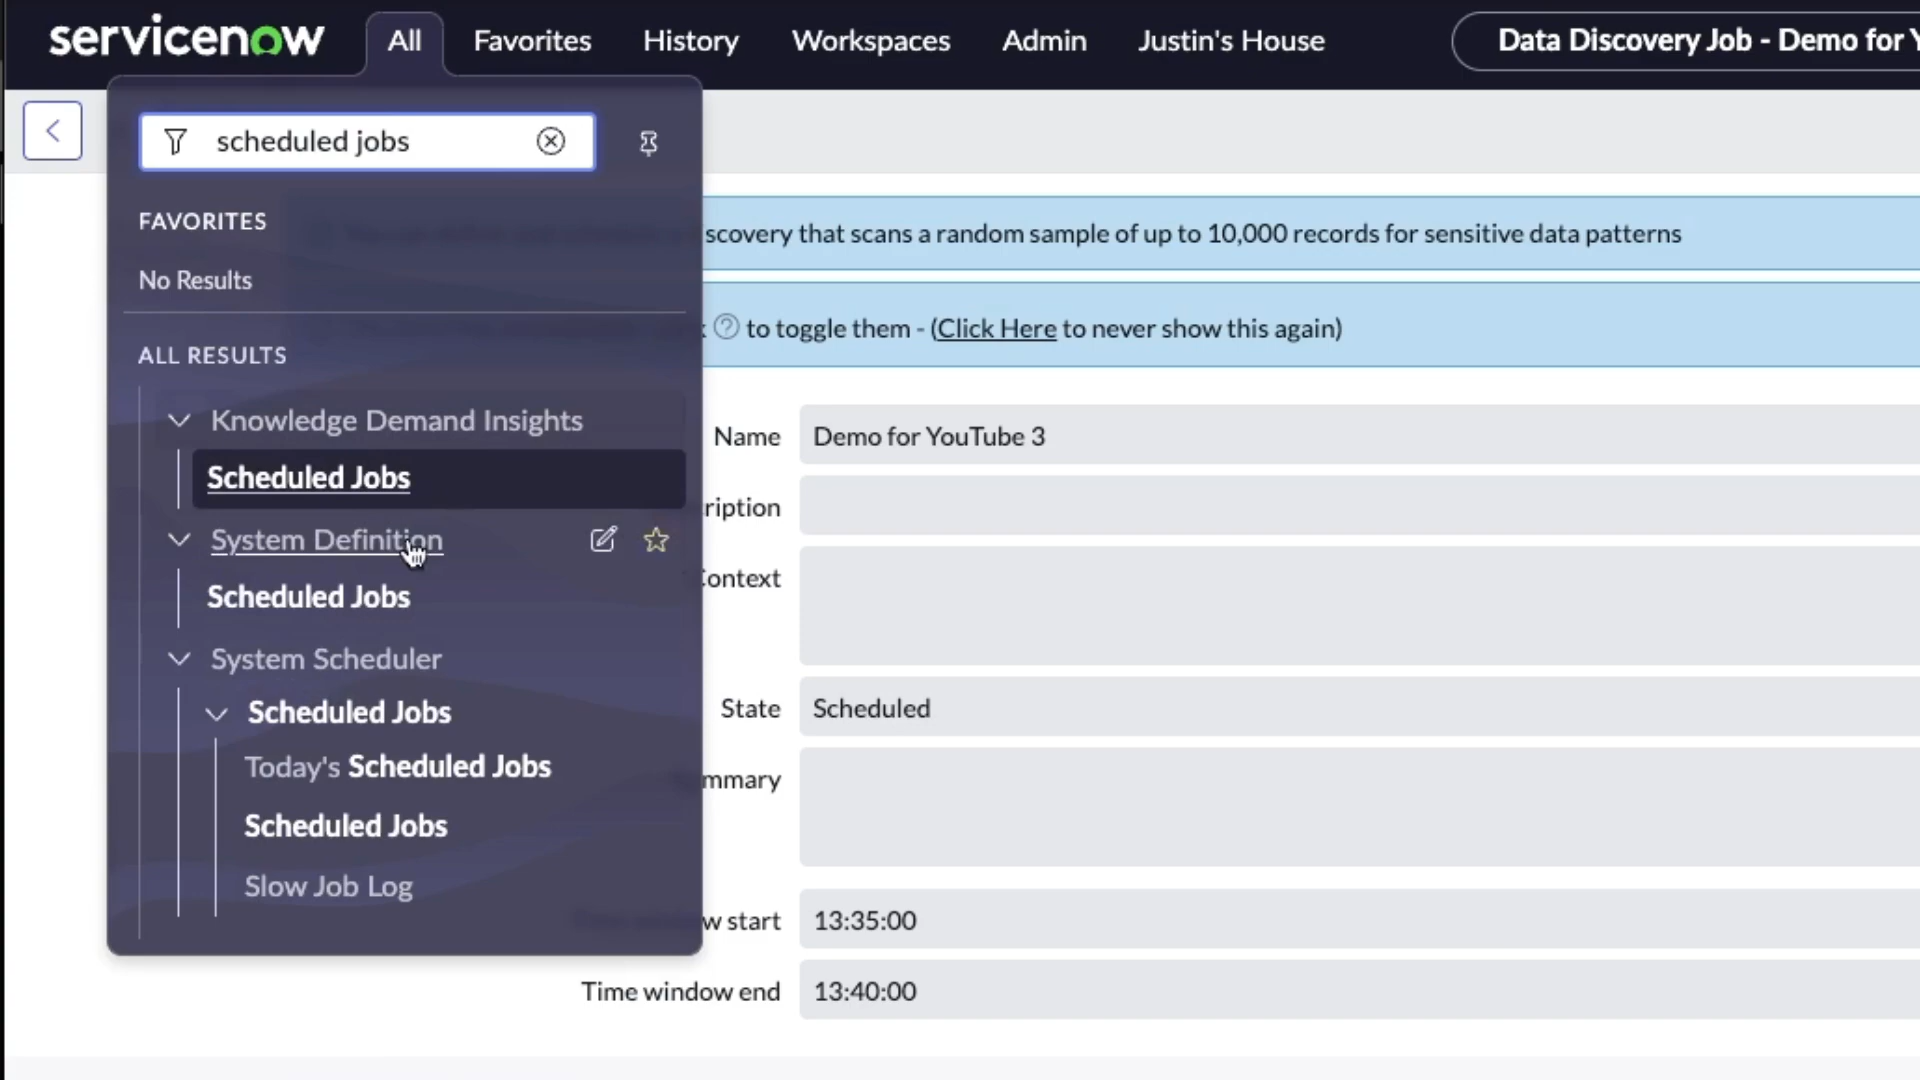 servicenow All Favorites History Workspaces Admin Justin's House Data Discovery Job - Demo for
scheduled jobs
FAVORITES
No Results
ALL RESULTS
Knowledge Demand Insights
Scheduled Jobs
System Definition
Scheduled Jobs
System Scheduler
Scheduled Jobs
Today's Scheduled Jobs
Scheduled Jobs
Slow Job Log
scovery that scans a random sample of up to 10,000 records for sensitive data patterns
to toggle them - (Click Here to never show this again)
Name Demo for YouTube 3
ription
Context
State Scheduled
mmary
w start 13:35:00
Time window end 13:40:00